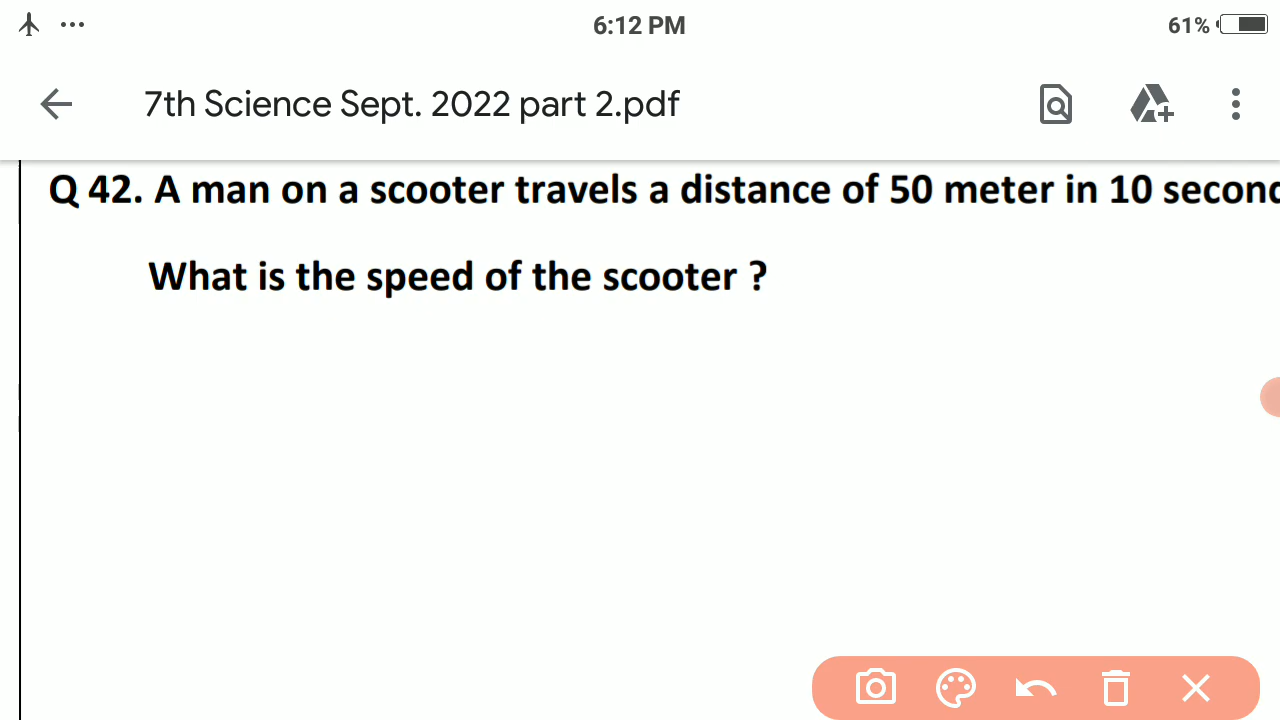 6:12 PM
61%
7th Science Sept. 2022 part 2.pdf
Q 42. A man on a scooter travels a distance of 50 meter in 10 secon
What is the speed of the scooter ?